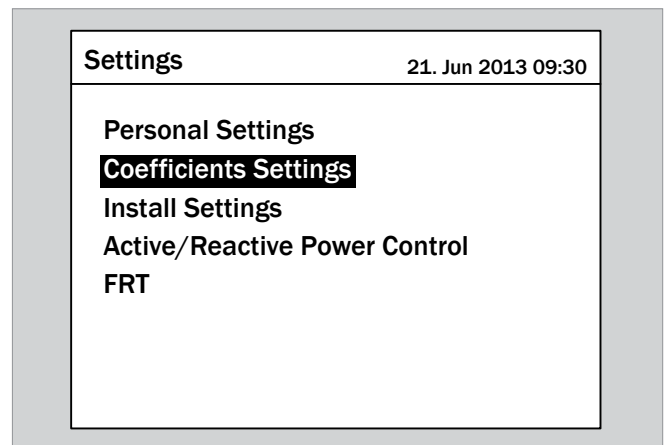 Settings
21. Jun 2013 09:30
Personal Settings
Coefficients Settings
Install Settings
Active/Reactive Power Control
FRT